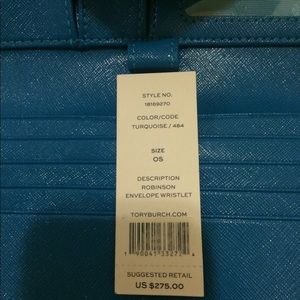 STYLE NO.
18169270
COLOR/CODE
TURQUOISE / 464
SIZE
OS
DESCRIPTION
ROBINSON
ENVELOPE WRISTLET
TORYBURCH.COM
SUGGESTED RETAIL
US $275.00